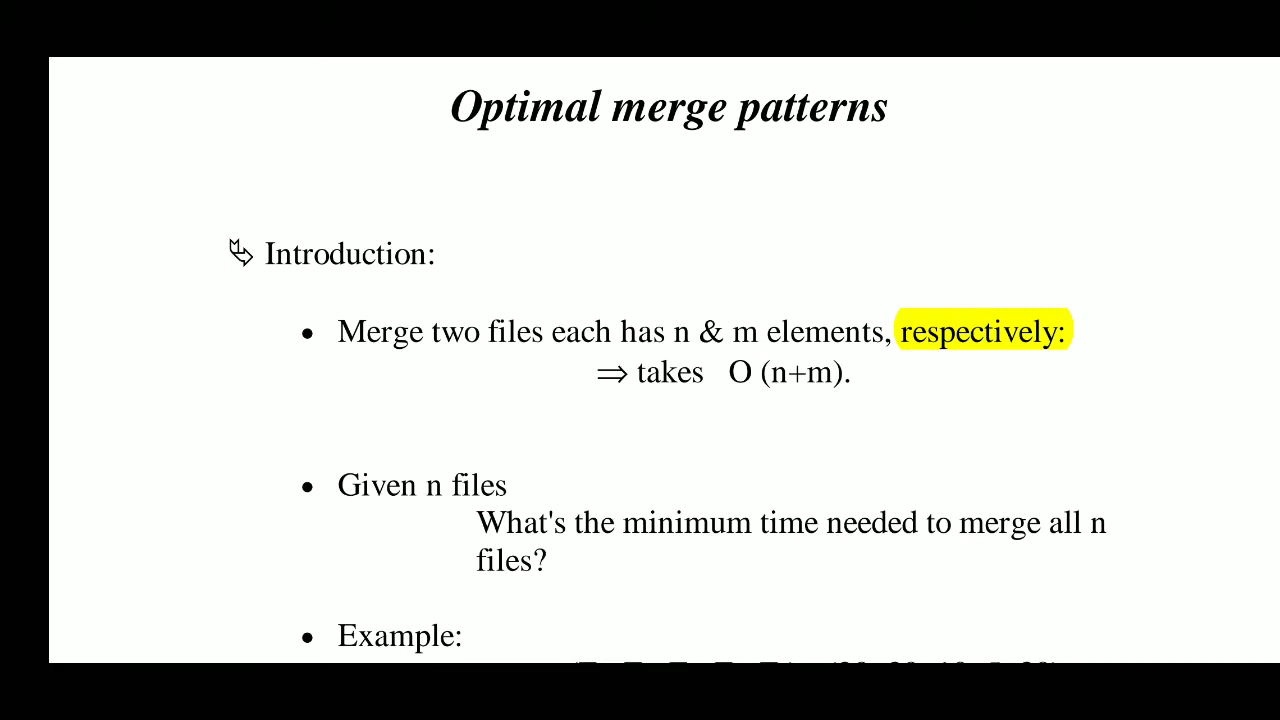 Optimal merge patterns
Introduction:
• Merge two files each has n & m elements, respectively:
⇒ takes O (n+m).
• Given n files
What's the minimum time needed to merge all n
files?
• Example: